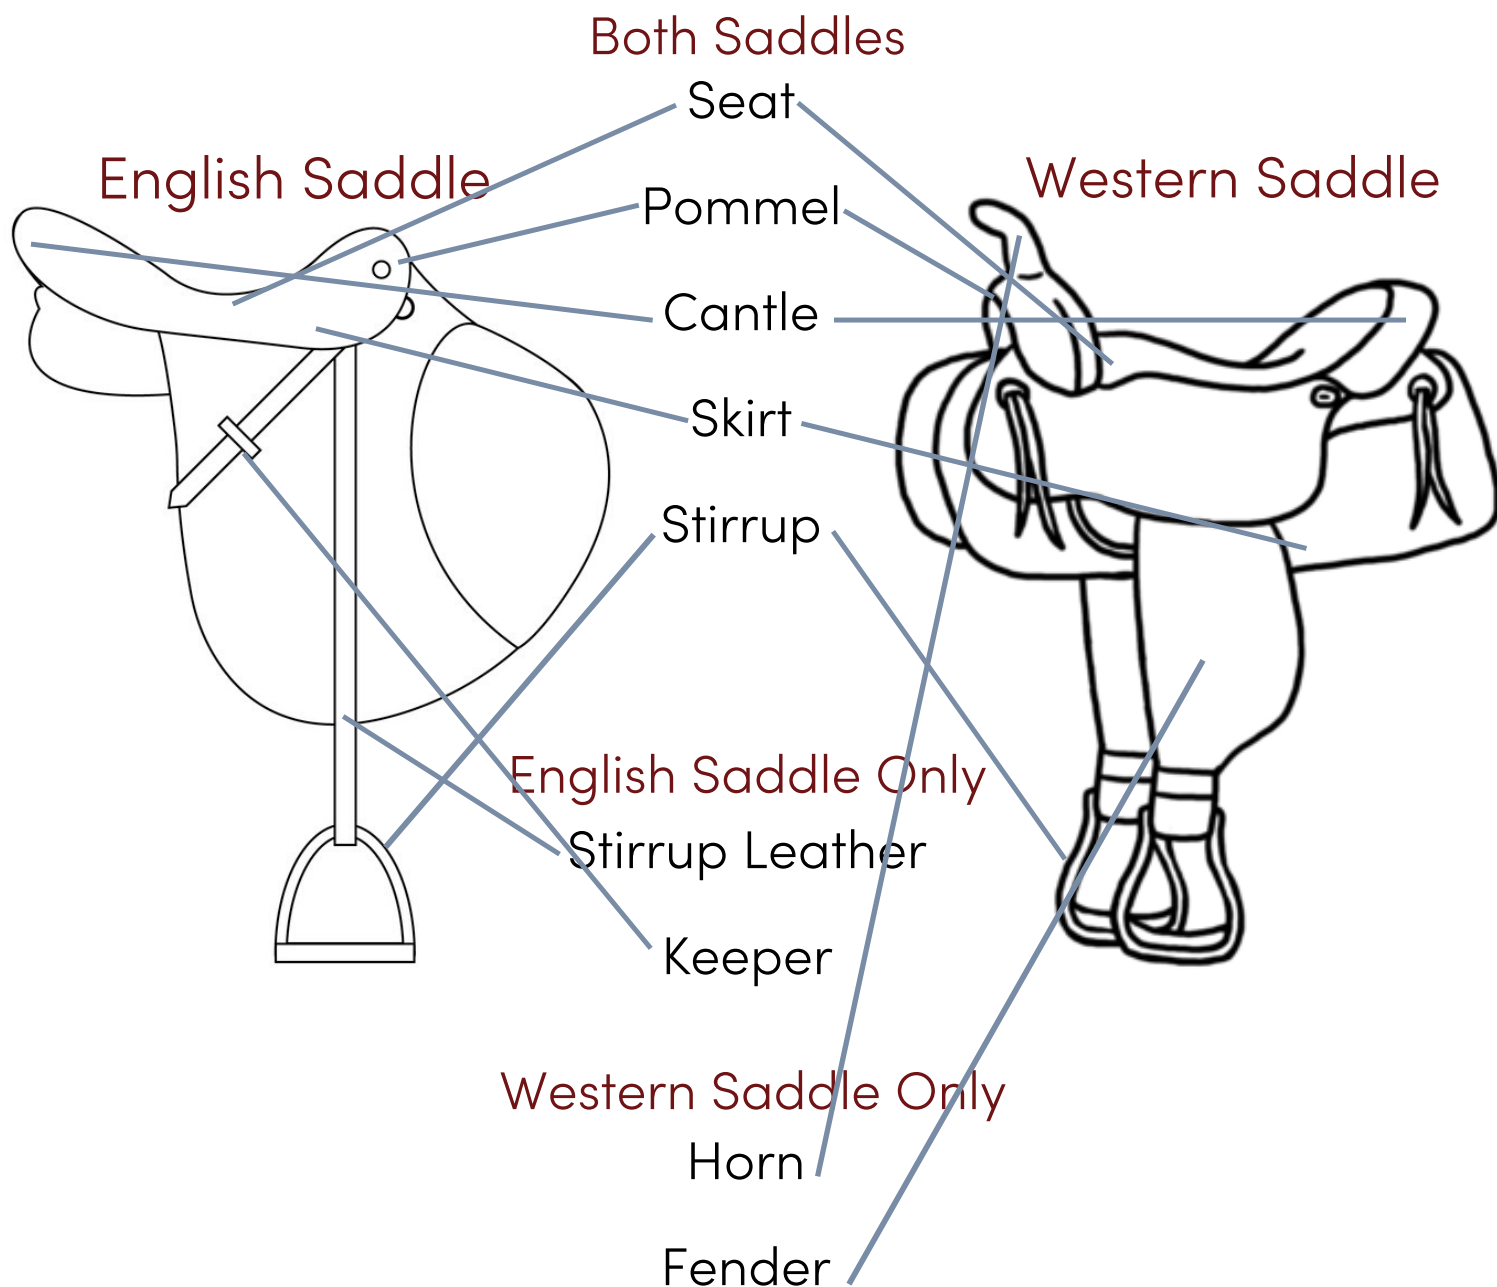 Both Saddles
Seat
English Saddle
Western Saddle
Pommel
Cantle
Skirt
Stirrup
English Saddle Only
Stirrup Leather
Keeper
Western Saddle Only
Horn
Fender